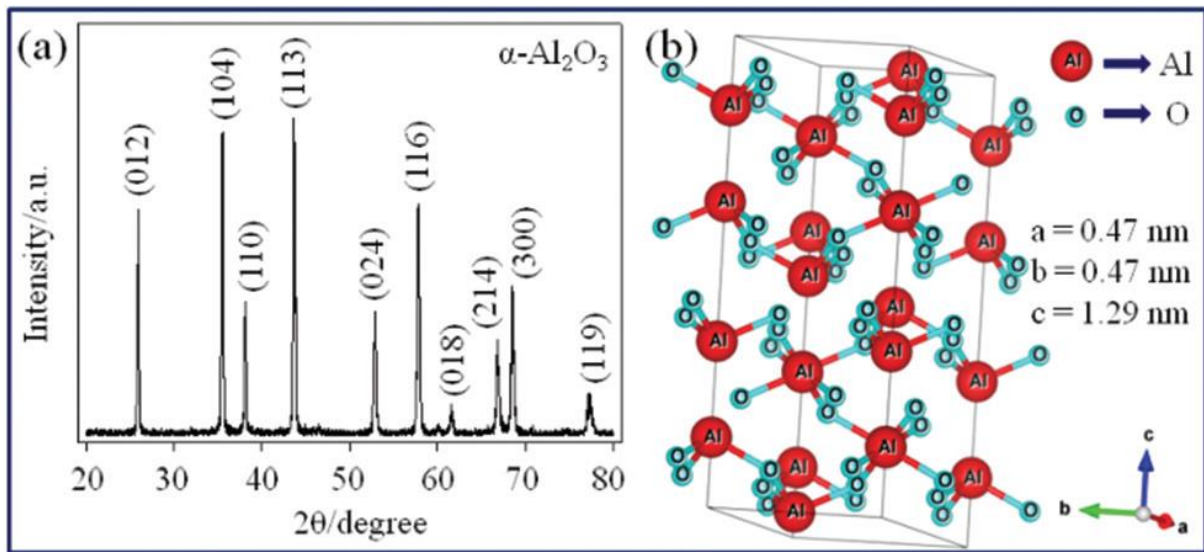 (a)
α-Al₂O₃
(012)
(104)
(110)
(113)
(024)
(116)
(018)
(214)
(300)
(119)
Intensity/a.u.
20 30 40 50 60 70 80
2θ/degree
(b)
Al Al
O O
a = 0.47 nm
b = 0.47 nm
c = 1.29 nm
c
b
a